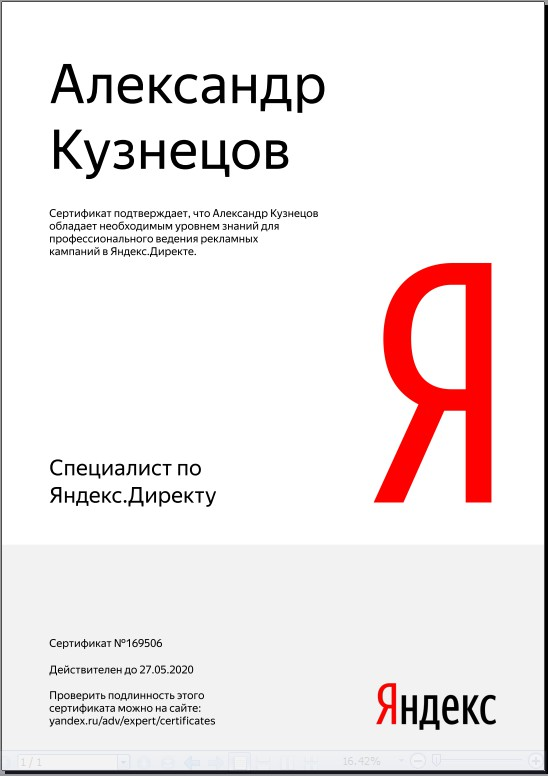 Александр
Кузнецов
Сертификат подтверждает, что Александр Кузнецов
обладает необходимым уровнем знаний для
профессионального ведения рекламных
кампаний в Яндекс.Директе.
Я
Специалист по
Яндекс.Директу
Сертификат №169506
Действителен до 27.05.2020
Проверить подлинность этого
сертификата можно на сайте:
yandex.ru/adv/expert/certificates
Яндекс
1 / 1
16.42%